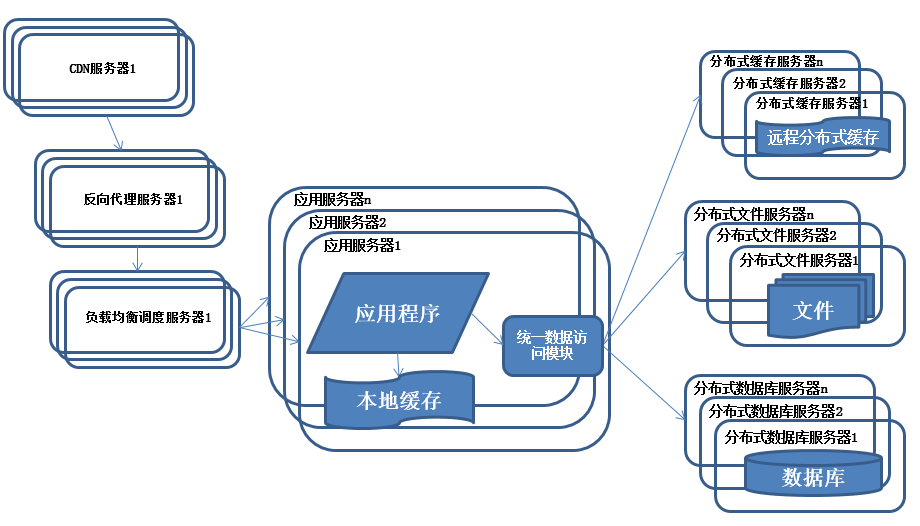 CDN服务器1
反向代理服务器1
负载均衡调度服务器1
应用服务器n
应用服务器2
应用服务器1
应用程序
本地缓存
统一数据访
问模块
分布式缓存服务器n
分布式缓存服务器2
分布式缓存服务器1
远程分布式缓存
分布式文件服务器n
分布式文件服务器2
分布式文件服务器1
文件
分布式数据库服务器n
分布式数据库服务器2
分布式数据库服务器1
数据库